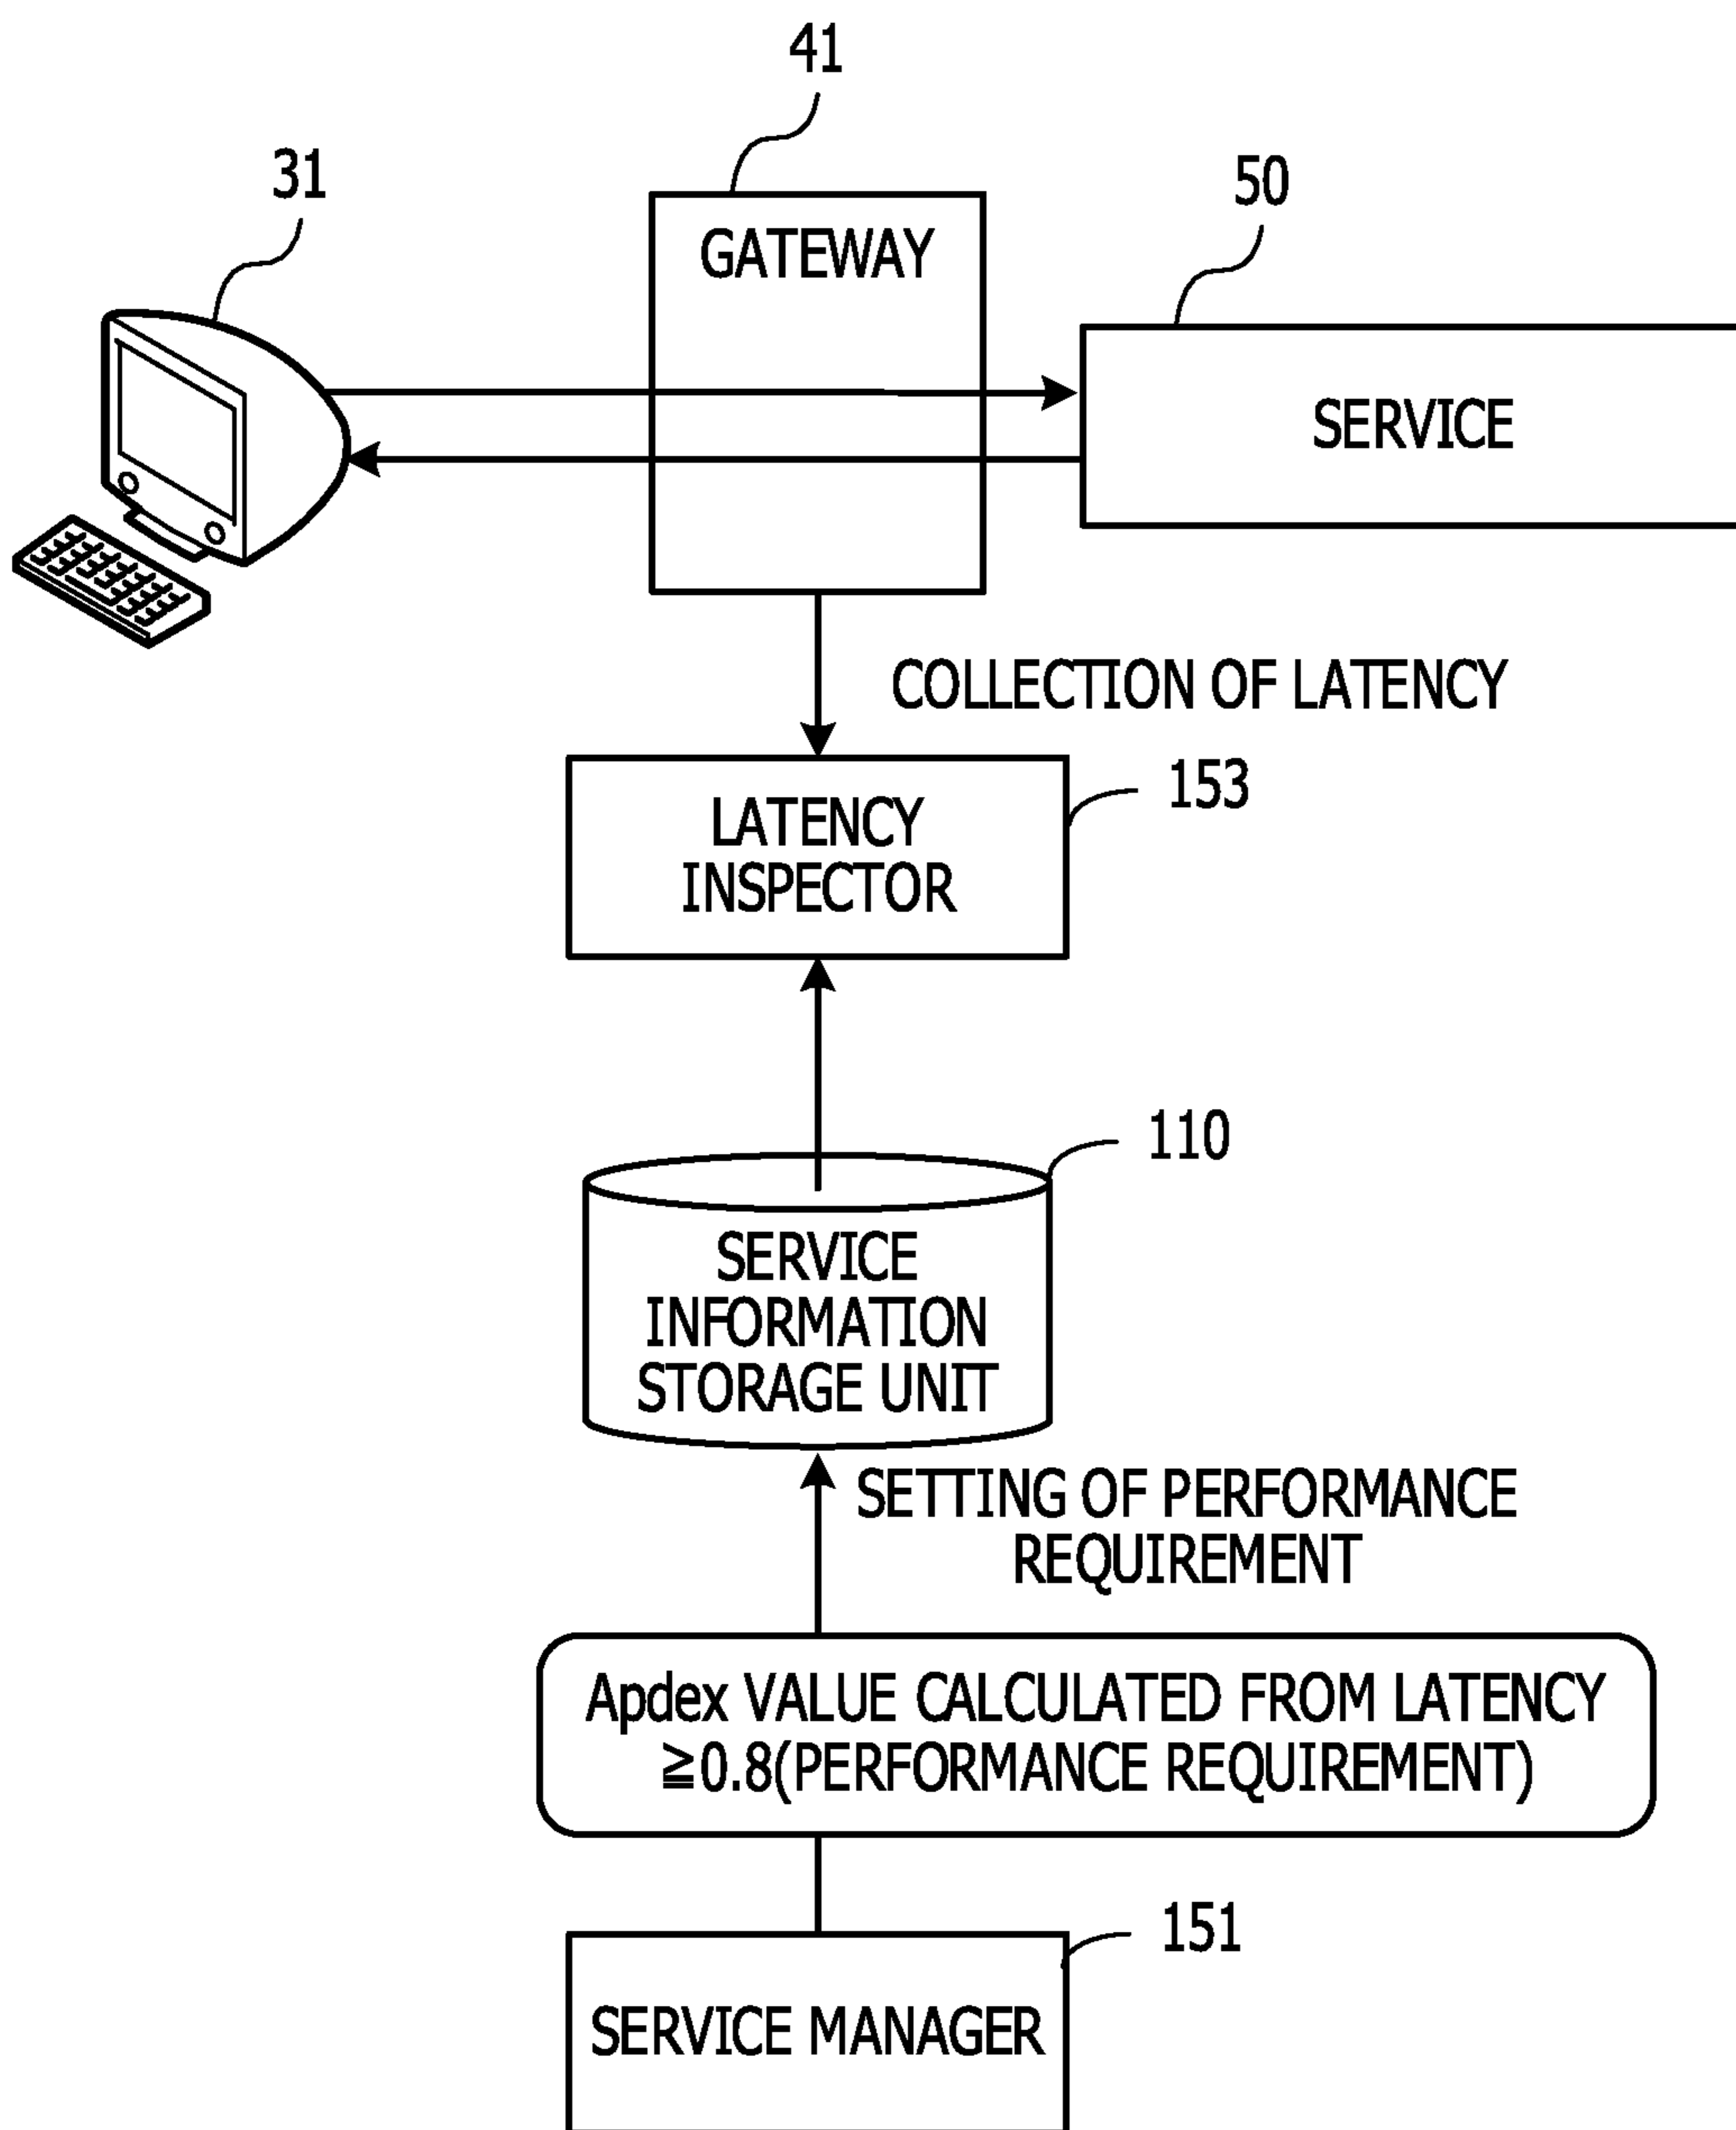 41
31
50
GATEWAY
SERVICE
COLLECTION OF LATENCY
153
LATENCY
INSPECTOR
110
SERVICE
INFORMATION
STORAGE UNIT
SETTING OF PERFORMANCE
REQUIREMENT
Apdex VALUE CALCULATED FROM LATENCY
≧0.8(PERFORMANCE REQUIREMENT)
151
SERVICE MANAGER